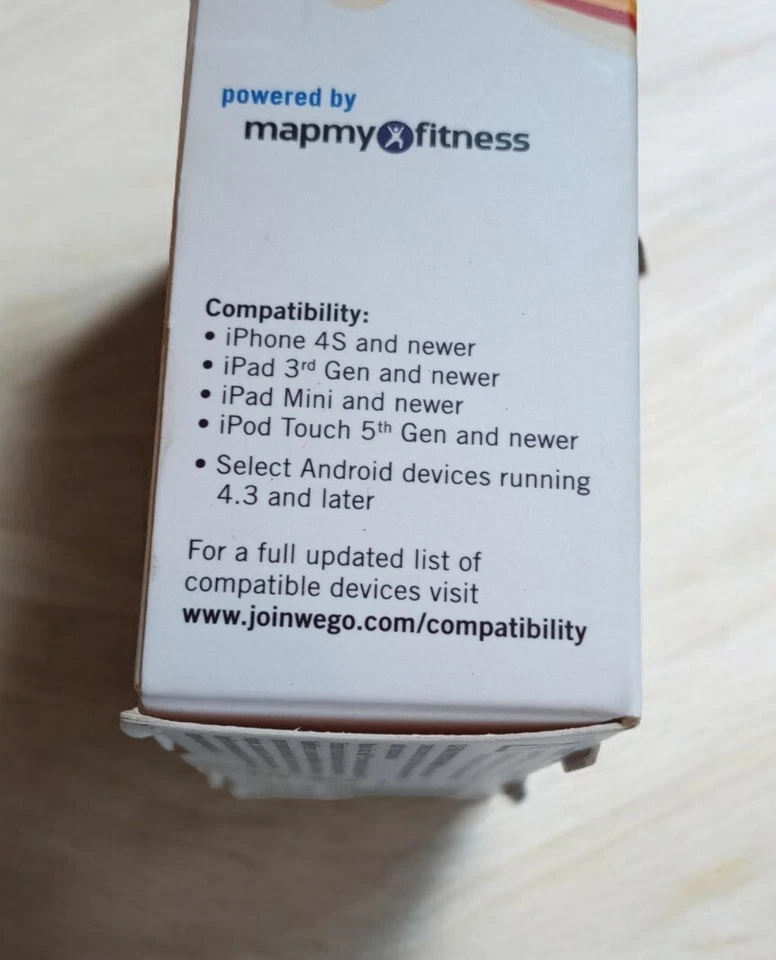 powered by
mapmyfitness
Compatibility:
• iPhone 4S and newer
• iPad 3rd Gen and newer
• iPad Mini and newer
• iPod Touch 5th Gen and newer
• Select Android devices running
4.3 and later
For a full updated list of
compatible devices visit
www.joinwego.com/compatibility